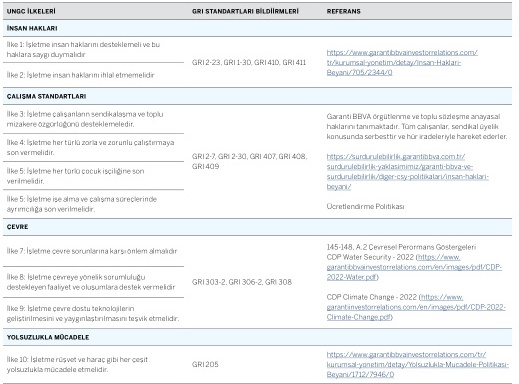 UNGC İLKELERİ
GRI STANDARTLARI BİLDİİRMLERİ
REFERANS
İNSAN HAKLARI
İlke 1: İşletme insan haklarını desteklemeli ve bu
haklara saygı duymalıdır
İlke 2: İşletme insan haklarını ihlal etmemelidir
GRI 2-23, GRI 1-30, GRI 410, GRI 411
https://www.garantibbvainvestorrelations.com/
tr/kurumsal-yonetim/detay/Insan-Haklari-
Beyani/705/2344/0
ÇALIŞMA STANDARTLARI
İlke 3: İşletme çalışanların sendikalaşma ve toplu
müzakere özgürlüğünü desteklemeledir.
İlke 4: İşletme her türlü zorla ve zorunlu çalıştırmaya
son vermelidir.
İlke 5: İşletme her türlü çocuk işçiliğine son
verilmelidir.
İlke 5: İşletme işe alma ve çalışma süreçlerinde
ayrımcılığa son verilmelidir.
GRI 2-7, GRI 2-30, GRI 407, GRI 408,
GRI 409
Garanti BBVA örgütlenme ve toplu sözleşme anayasal
haklarını tanımaktadır. Tüm çalışanlar, sendikal üyelik
konusunda serbesttir ve hür iradeleriyle hareket ederler.
https://surdurulebilirlik.garantibbva.com.tr/
surdurulebilirlik-yaklasimimiz/garanti-bbva-ve-
surdurulebilirlik/diger-csy-politikalari/insan-haklari-
beyani/
Ücretlendirme Politikası
ÇEVRE
İlke 7: İşletme çevre sorunlarına karşı önlem almalıdır
İlke 8: İşletme çevreye yönelik sorumluluğu
destekleyen faaliyet ve oluşumlara destek vermelidir
İlke 9: İşletme çevre dostu teknolojilerin
geliştirilmesini ve yaygınlaştırılmasını teşvik etmelidir.
GRI 303-2, GRI 306-2, GRI 308
145-148, A.2 Çevresel Perormans Göstergeleri
CDP Water Security - 2022 (https://www.
garantibbvainvestorrelations.com/en/images/pdf/CDP-
2022-Water.pdf)
CDP Climate Change - 2022 (https://www.
garantiinvestorrelations.com/en/images/pdf/CDP-2022-
Climate-Change.pdf)
YOLSUZLUKLA MÜCADELE
İlke 10: İşletme rüşvet ve haraç gibi her çeşit
yolsuzlukla mücadele etmelidir.
GRI 205
https://www.garantibbvainvestorrelations.com/tr/
kurumsal-yonetim/detay/Yolsuzlukla-Mucadele-Politikasi-
Beyani/1712/7946/0